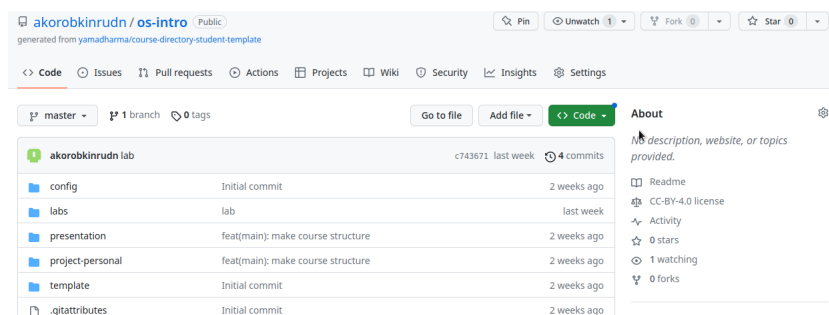 akorobkinrudn / os-intro Public Pin Unwatch 1 Fork 0 Star 0
generated from yamadharma/course-directory-student-template
<> Code Issues Pull requests Actions Projects Wiki Security Insights Settings
master 1 branch 0 tags Go to file Add file <> Code
akorobkinrudn lab c743671 last week 4 commits
config Initial commit 2 weeks ago
labs lab last week
presentation feat(main): make course structure 2 weeks ago
project-personal feat(main): make course structure 2 weeks ago
template Initial commit 2 weeks ago
.gitattributes Initial commit 2 weeks ago
About
No description, website, or topics
provided.
Readme
CC-BY-4.0 license
Activity
0 stars
1 watching
0 forks